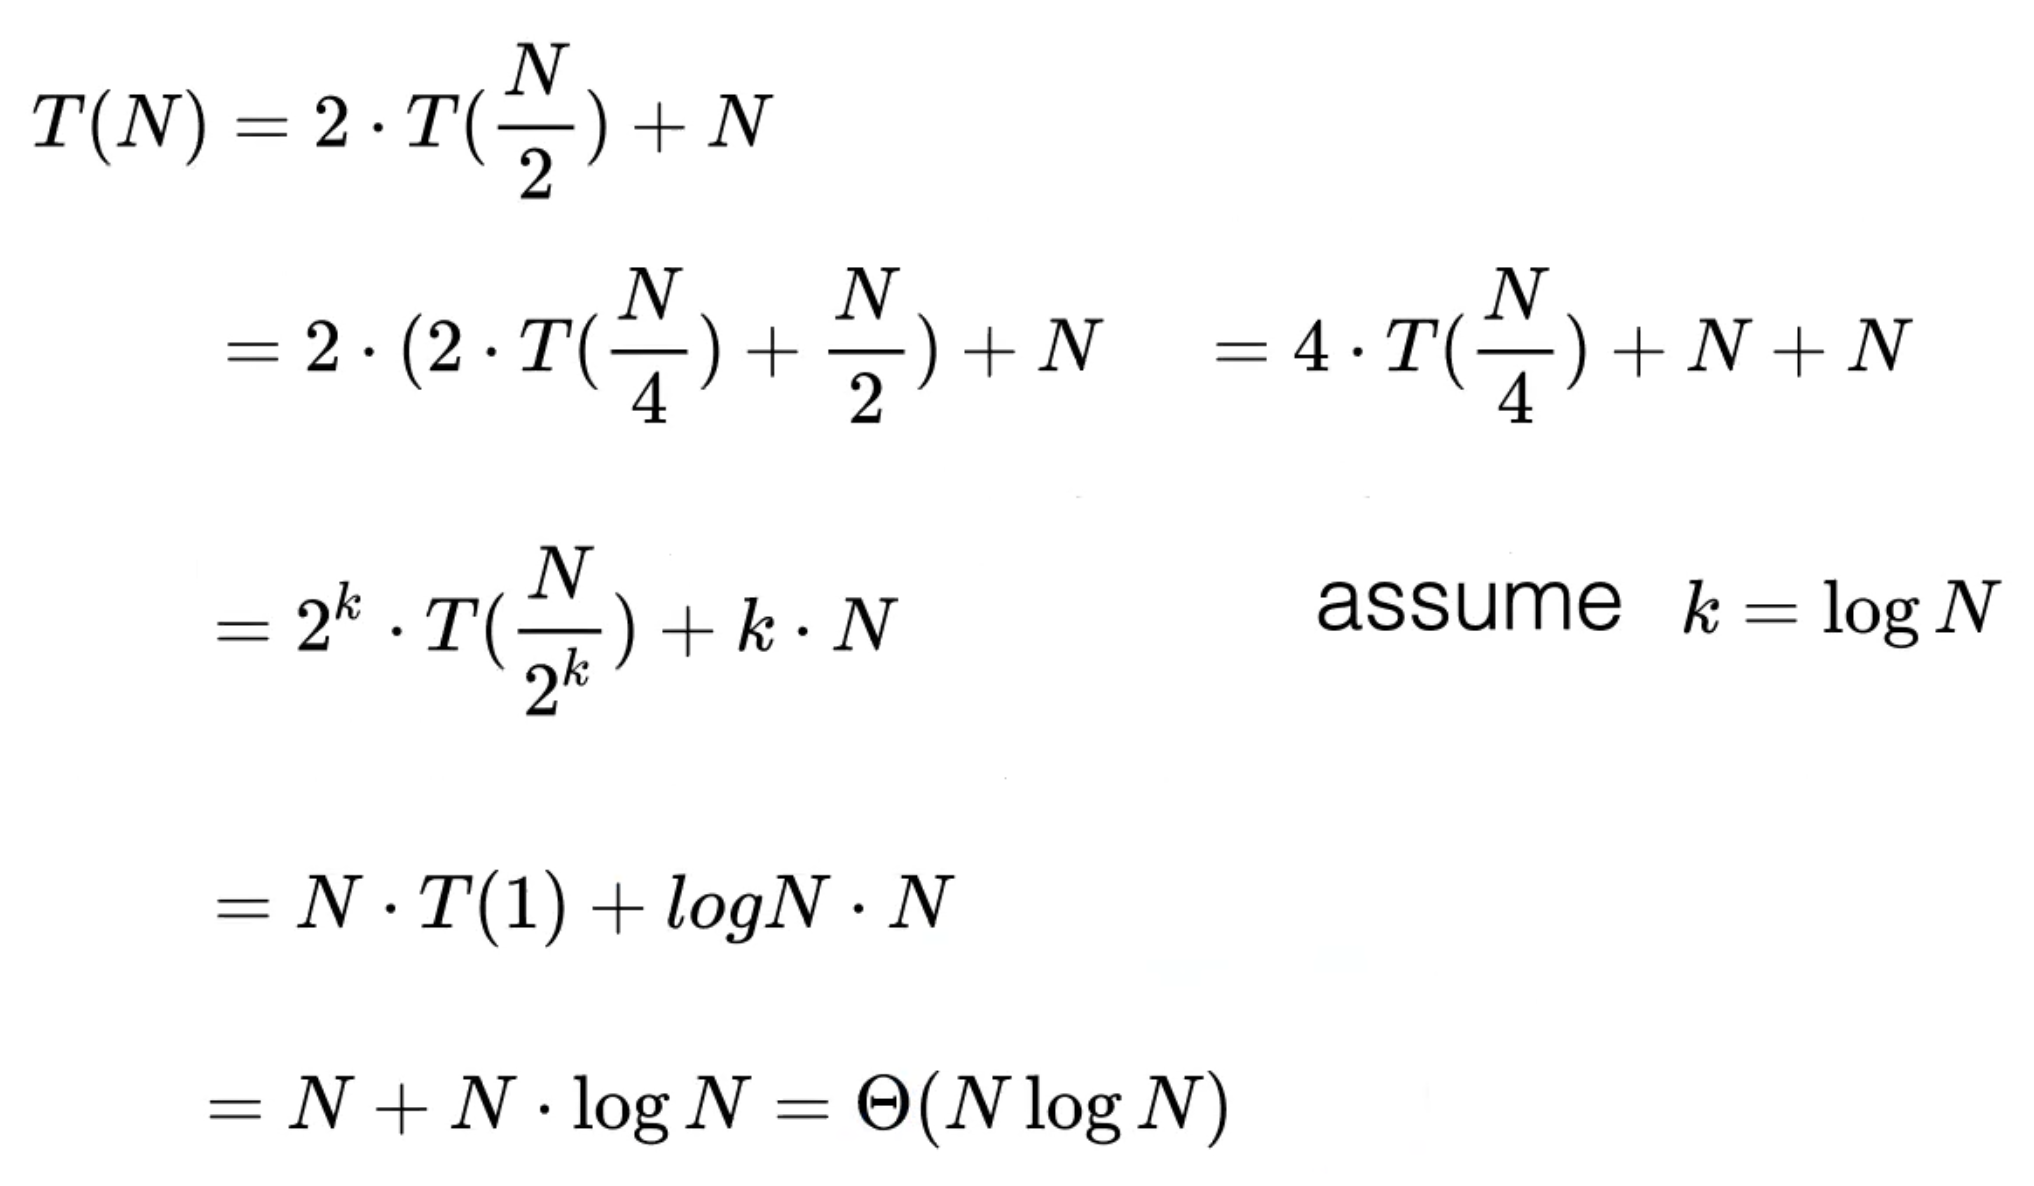 T(N) = 2 · T(N/2) + N
= 2 · (2 · T(N/4) + N/2) + N = 4 · T(N/4) + N + N
= 2^k · T(N/2^k) + k · N assume k = log N
= N · T(1) + logN · N
= N + N · log N = Θ(N log N)